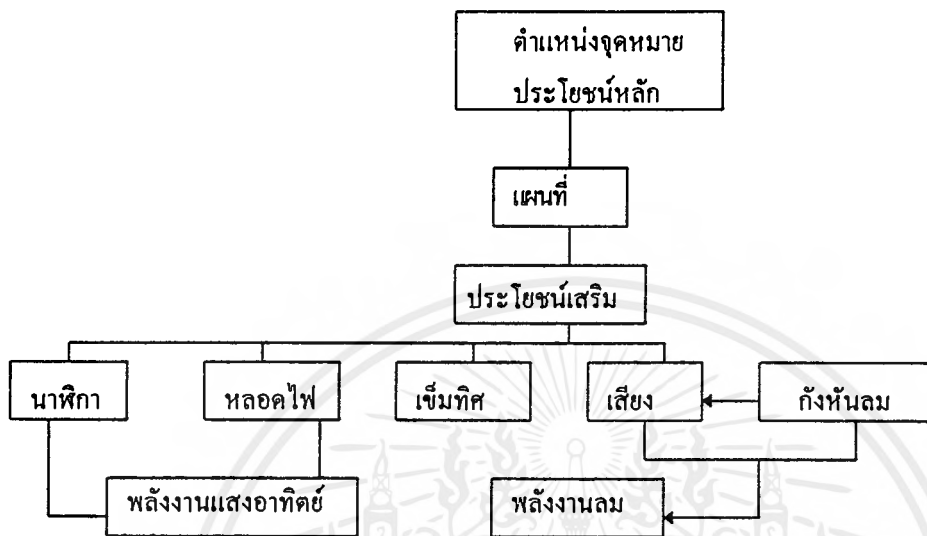 ตำแหน่งจุดหมาย
ประโยชน์หลัก
แผนที่
ประโยชน์เสริม
นาฬิกา
หลอดไฟ
เข็มทิศ
เสียง
กังหันลม
พลังงานแสงอาทิตย์
พลังงานลม